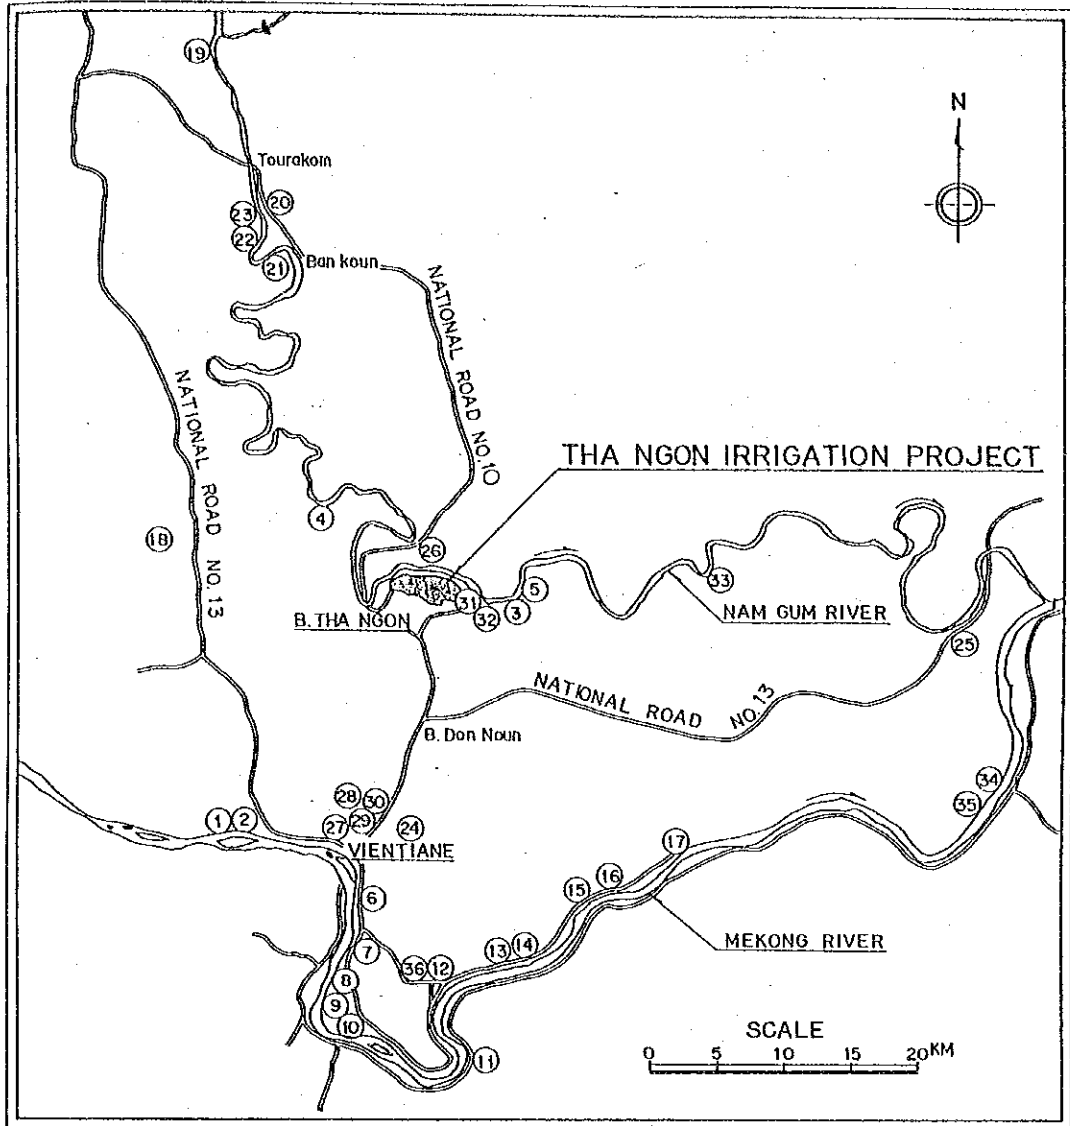 19
N
Tourakom
20
23
22
21
Ban koun
NATIONAL ROAD NO.10
NATIONAL ROAD NO.13
THA NGON IRRIGATION PROJECT
4
18
26
5
33
31
3
32
B. THA NGON
NAM GUM RIVER
25
NATIONAL ROAD NO.13
B. Don Noun
34
35
28
30
1
2
27
29
24
VIENTIANE
17
6
16
15
7
13
14
MEKONG RIVER
36
12
8
9
10
11
SCALE
0 5 10 15 20 KM